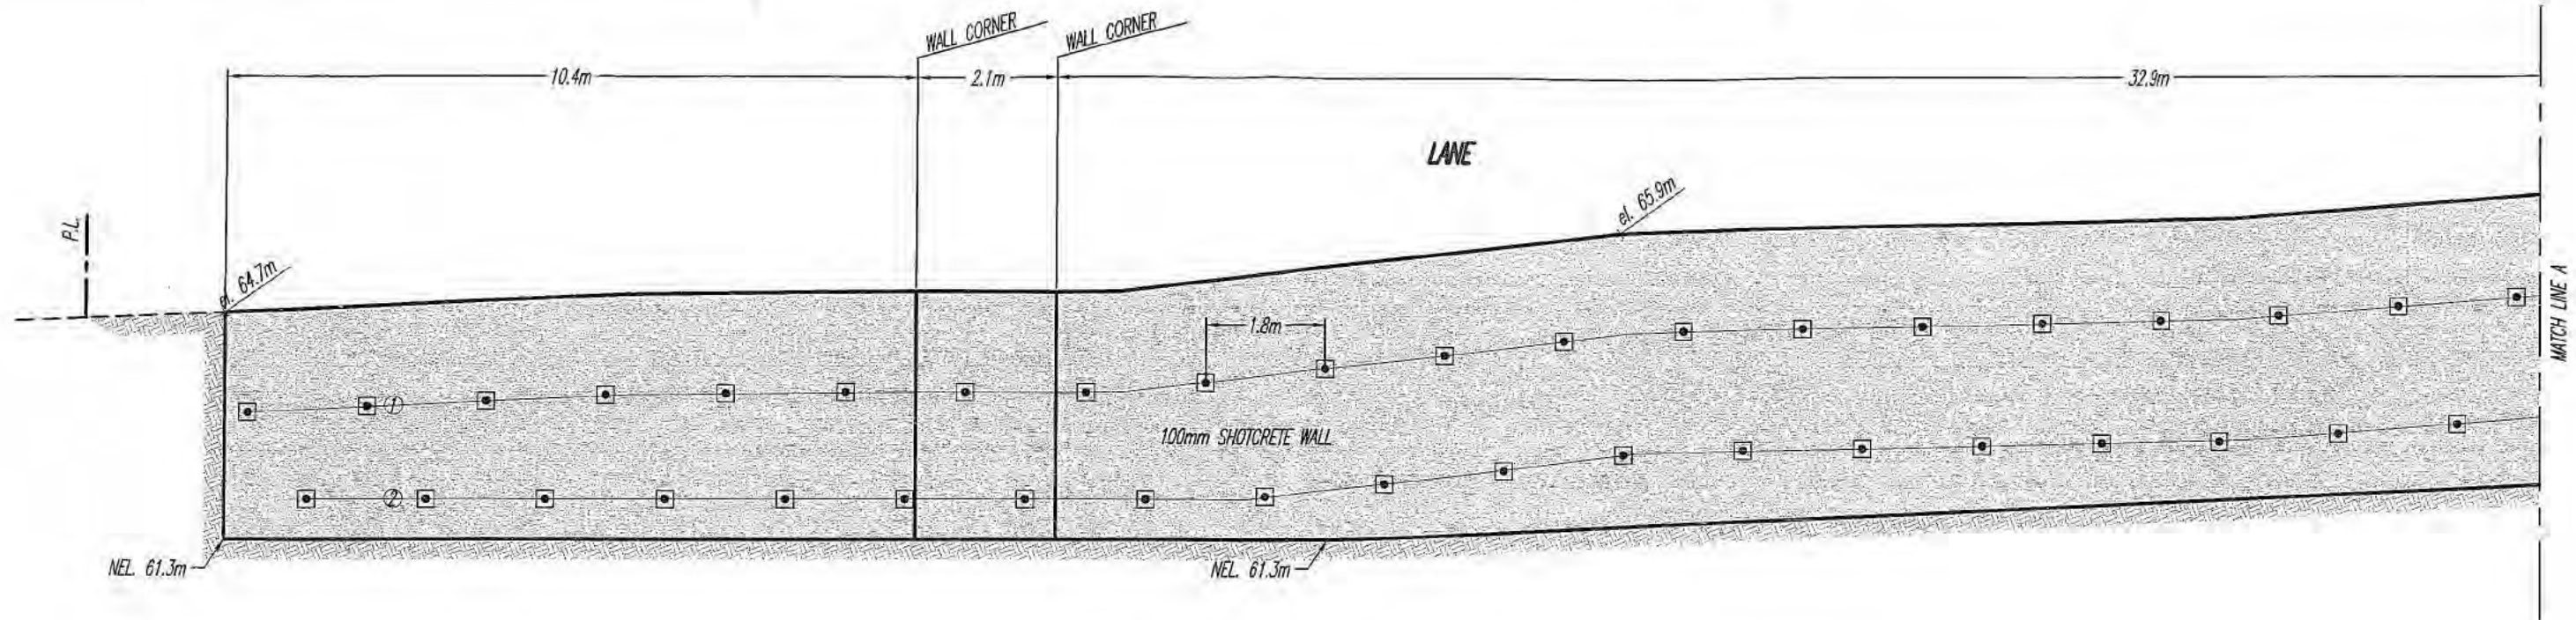 WALL CORNER
WALL CORNER
10.4m
2.1m
32.9m
LANE
P.L.
el. 64.7m
el. 65.9m
1.8m
1
100mm SHOTCRETE WALL
2
NEL. 61.3m
NEL. 61.3m
MATCH LINE A